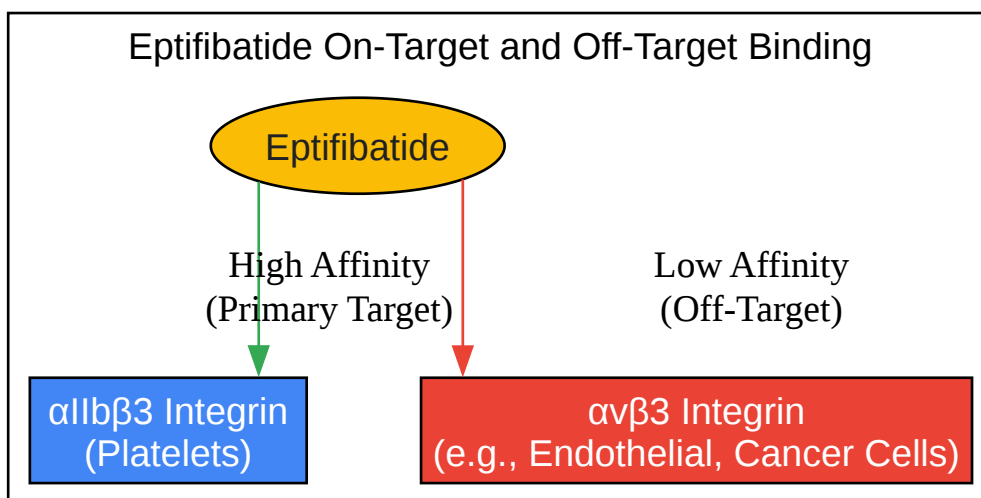 Eptifibatide On-Target and Off-Target Binding
Eptifibatide
High Affinity
(Primary Target)
Low Affinity
(Off-Target)
αIIbβ3 Integrin
(Platelets)
αvβ3 Integrin
(e.g., Endothelial, Cancer Cells)